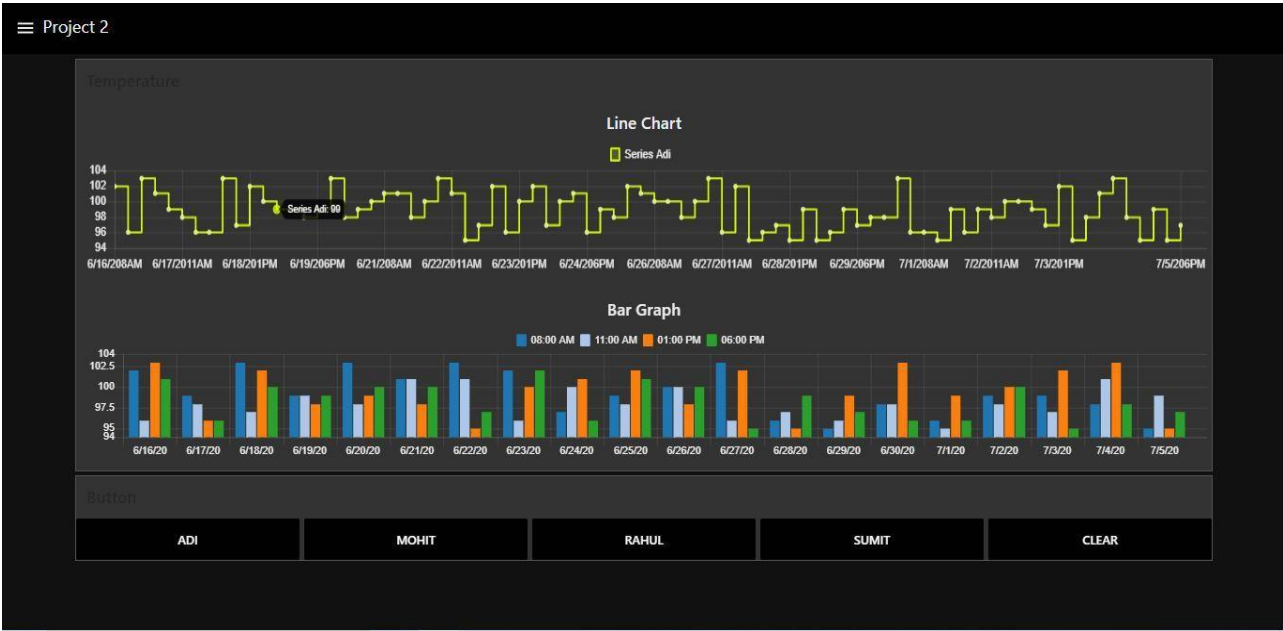 Project 2
Temperature
Line Chart
Series Adi
104
102
100
98
96
94
Series Adi: 99
6/16/208AM 6/17/2011AM 6/18/201PM 6/19/206PM 6/21/208AM 6/22/2011AM 6/23/201PM 6/24/206PM 6/26/208AM 6/27/2011AM 6/28/201PM 6/29/206PM 7/1/208AM 7/2/2011AM 7/3/201PM 7/5/206PM
Bar Graph
08:00 AM 11:00 AM 01:00 PM 06:00 PM
104
102.5
100
97.5
95
94
6/16/20 6/17/20 6/18/20 6/19/20 6/20/20 6/21/20 6/22/20 6/23/20 6/24/20 6/25/20 6/26/20 6/27/20 6/28/20 6/29/20 6/30/20 7/1/20 7/2/20 7/3/20 7/4/20 7/5/20
Button
ADI MOHIT RAHUL SUMIT CLEAR